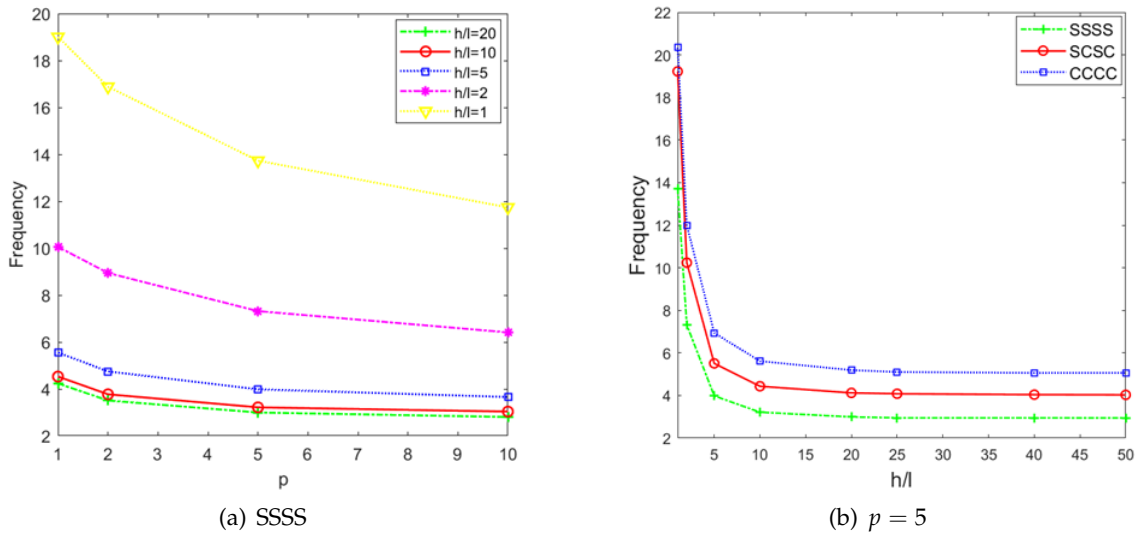 20
18
16
14
12
10
8
6
4
2
Frequency
1 2 3 4 5 6 7 8 9 10
p
h/l=20
h/l=10
h/l=5
h/l=2
h/l=1
(a) SSSS
22
20
18
16
14
12
10
8
6
4
2
Frequency
5 10 15 20 25 30 35 40 45 50
h/l
SSSS
SCSC
CCCC
(b) p = 5